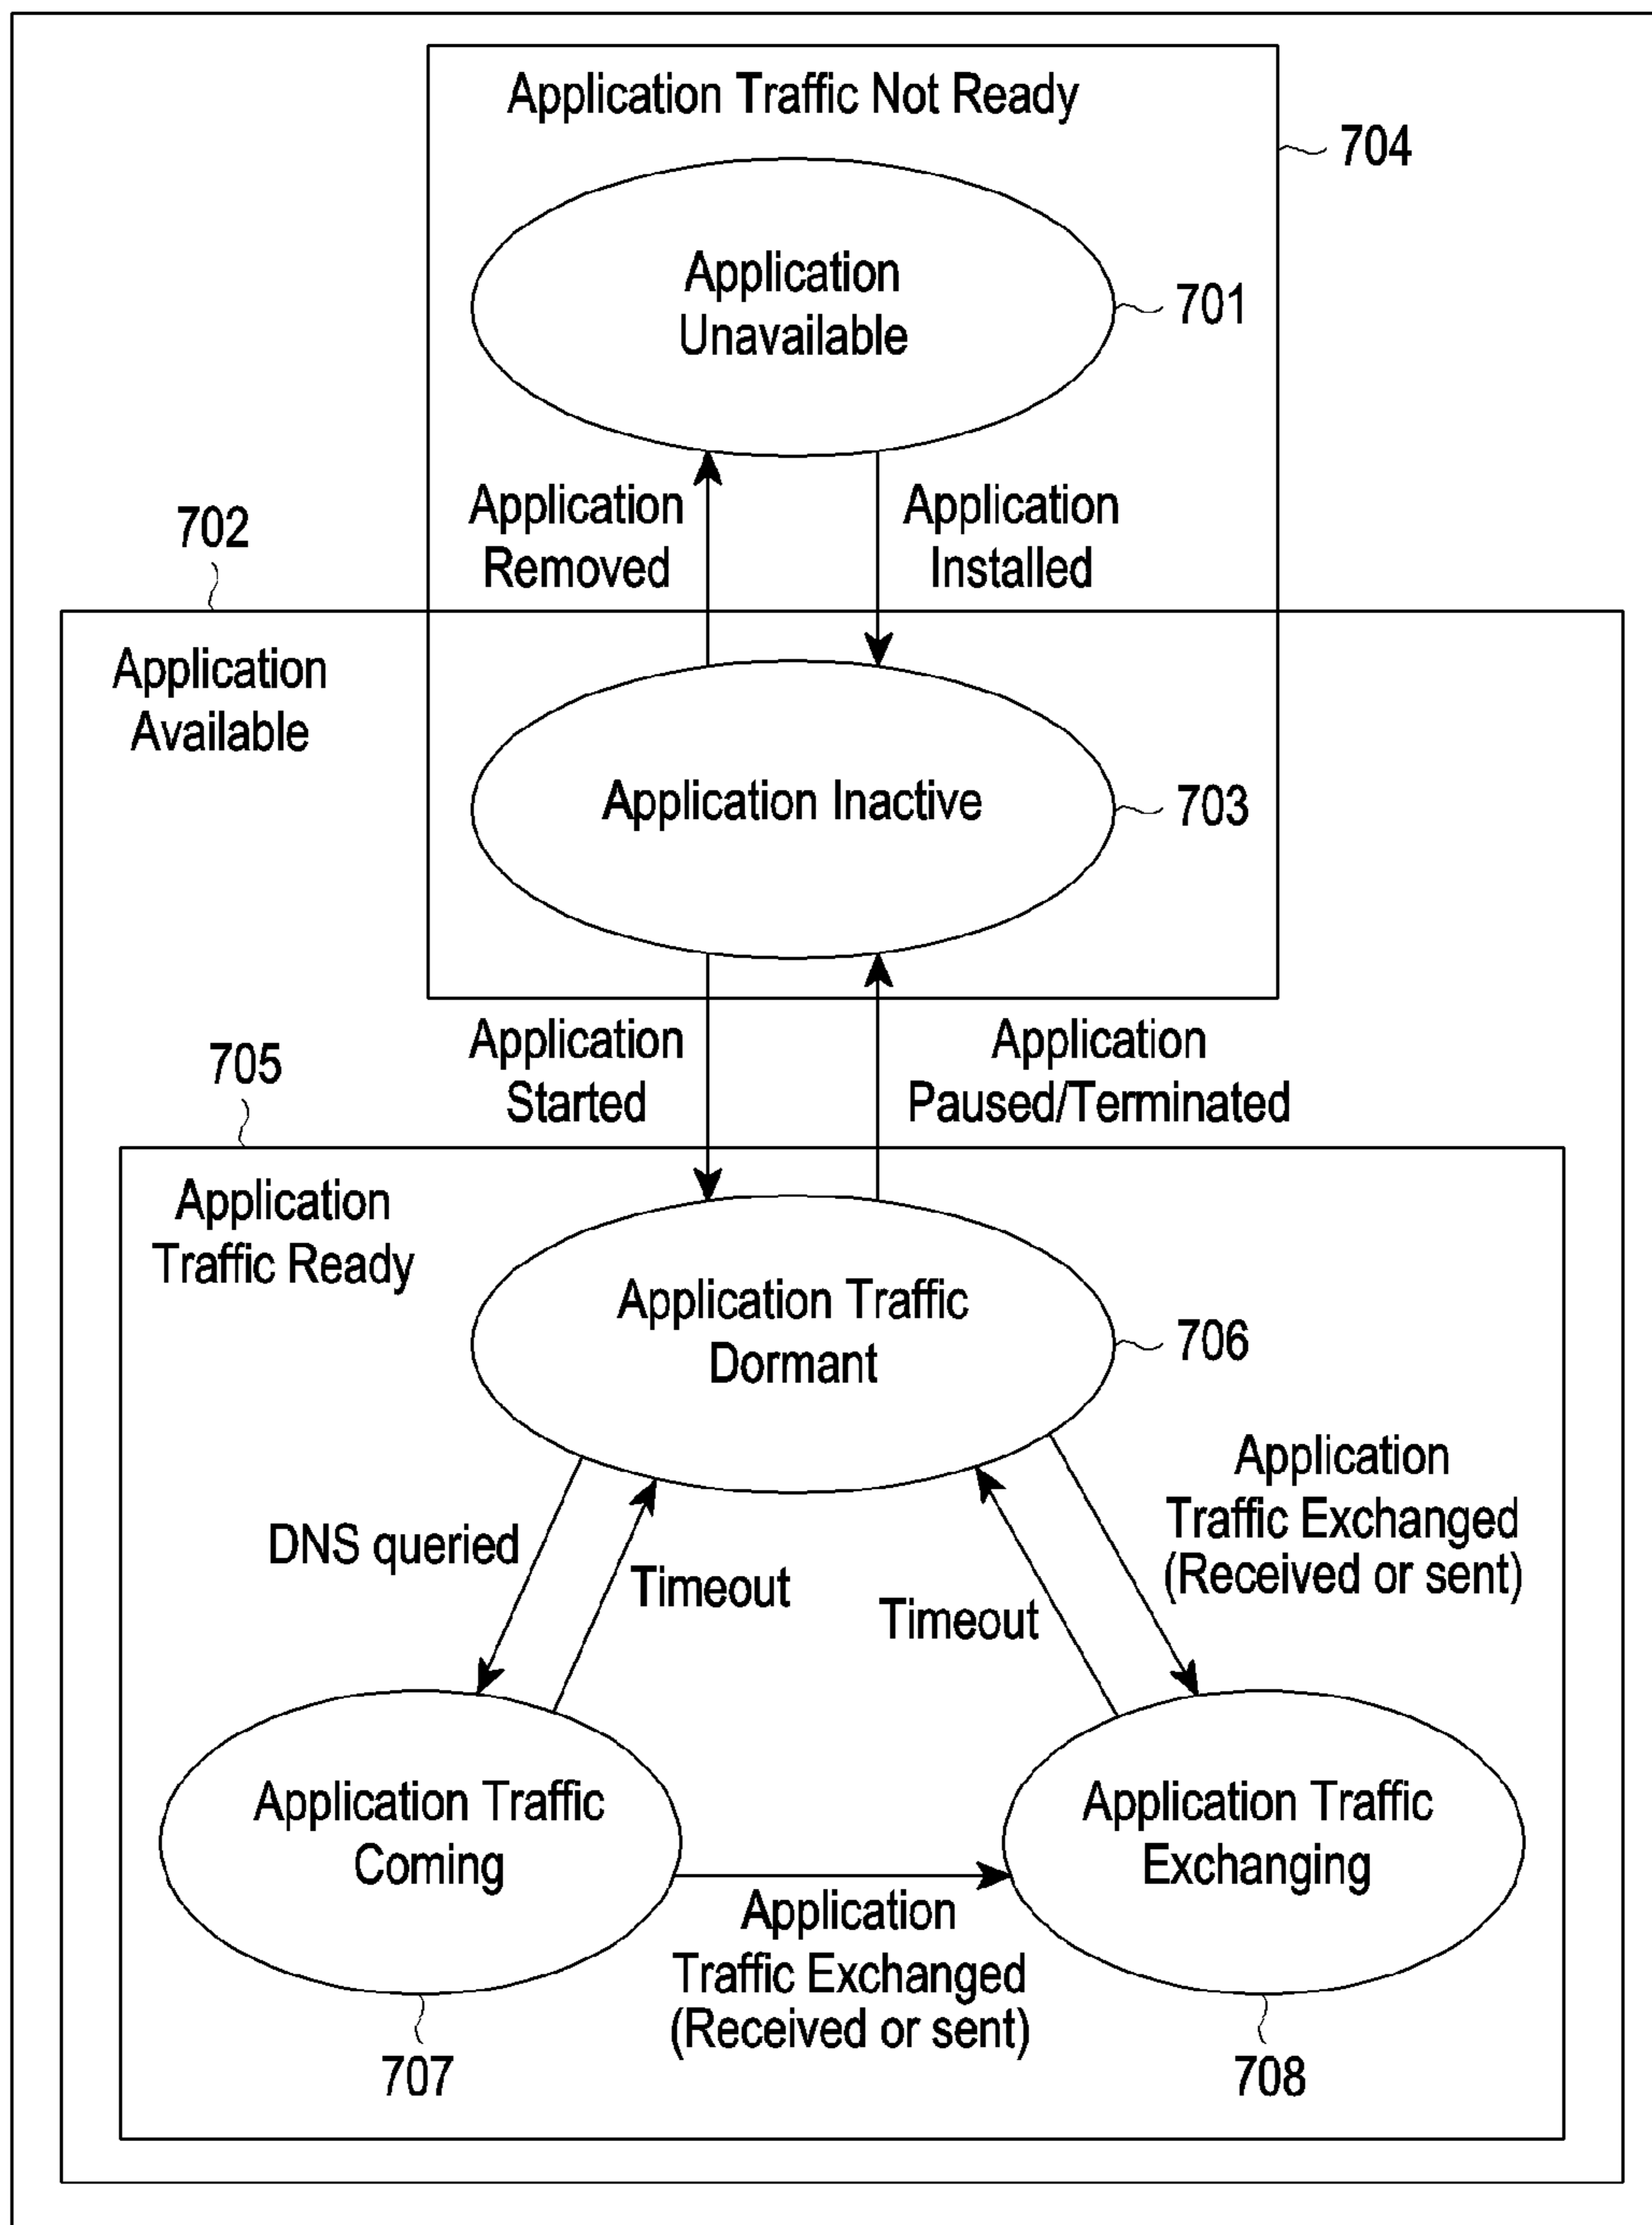 Application Traffic Not Ready
704
Application
Unavailable
701
Application
Removed
Application
Installed
702
Application
Available
Application Inactive
703
Application
Started
Application
Paused/Terminated
705
Application
Traffic Ready
Application Traffic
Dormant
706
DNS queried
Timeout
Timeout
Application
Traffic Exchanged
(Received or sent)
Application Traffic
Coming
Application Traffic
Exchanging
Application
Traffic Exchanged
(Received or sent)
707
708